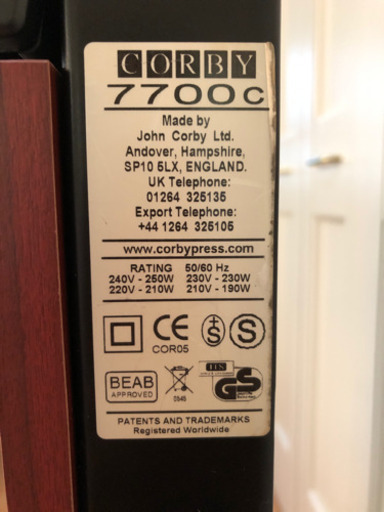 CORBY
7700c
Made by
John Corby Ltd.
Andover, Hampshire,
SP10 5LX, ENGLAND.
UK Telephone:
01264 325135
Export Telephone:
+44 1264 325105
www.corbypress.com
RATING 50/60 Hz
240V - 250W 230V - 230W
220V - 210W 210V - 190W
CE
COR05
S
S
BEAB
APPROVED
GS
PATENTS AND TRADEMARKS
Registered Worldwide